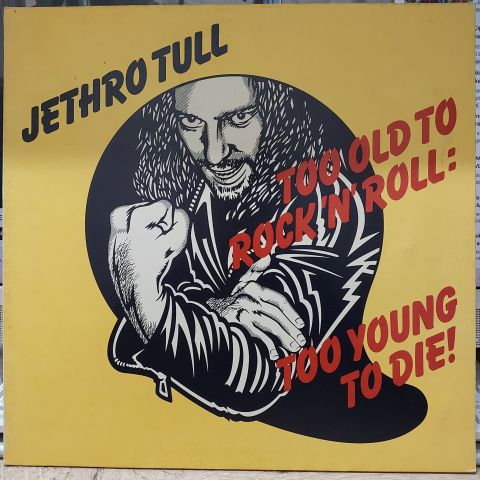 JETHRO TULL
TOO OLD TO
ROCK 'N' ROLL:
TOO YOUNG
TO DIE!